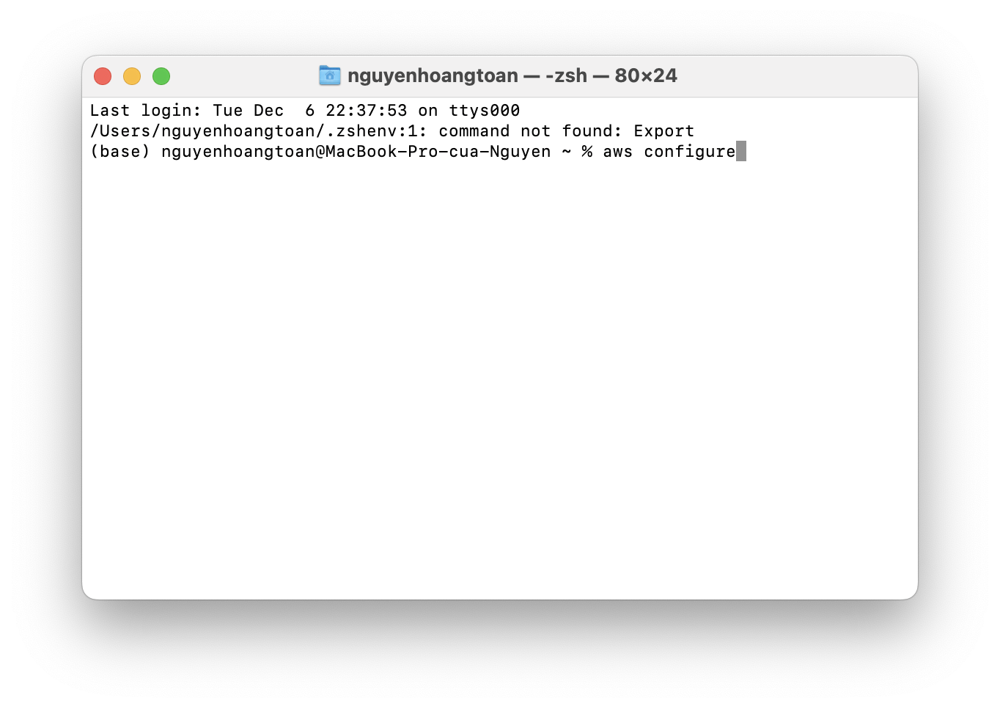 nguyenhoangtoan — -zsh — 80×24
Last login: Tue Dec  6 22:37:53 on ttys000
/Users/nguyenhoangtoan/.zshenv:1: command not found: Export
(base) nguyenhoangtoan@MacBook-Pro-cua-Nguyen ~ % aws configure